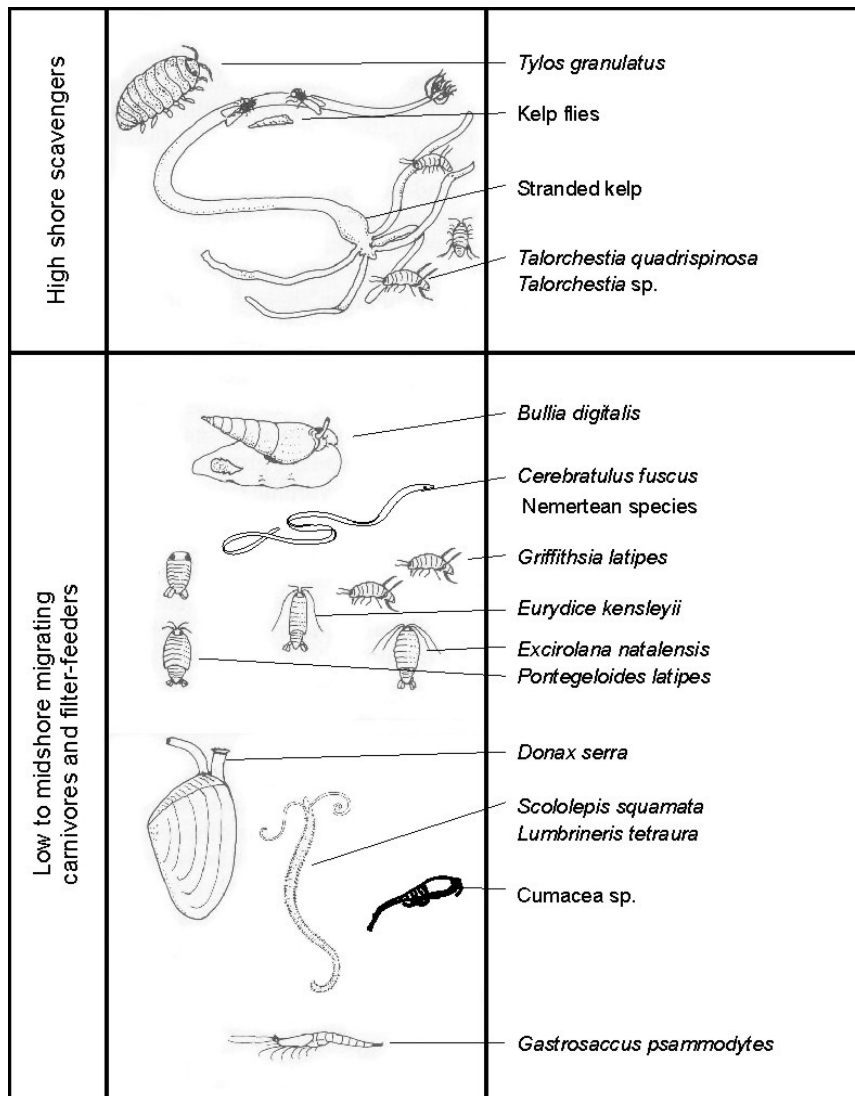 High shore scavengers
Tylos granulatus
Kelp flies
Stranded kelp
Talorchestia quadrispinosa
Talorchestia sp.
Low to midshore migrating
carnivores and filter-feeders
Bullia digitalis
Cerebratulus fuscus
Nemertean species
Griffithsia latipes
Eurydice kensleyii
Excirolana natalensis
Pontegeloides latipes
Donax serra
Scololepis squamata
Lumbrineris tetraura
Cumacea sp.
Gastrosaccus psammodytes